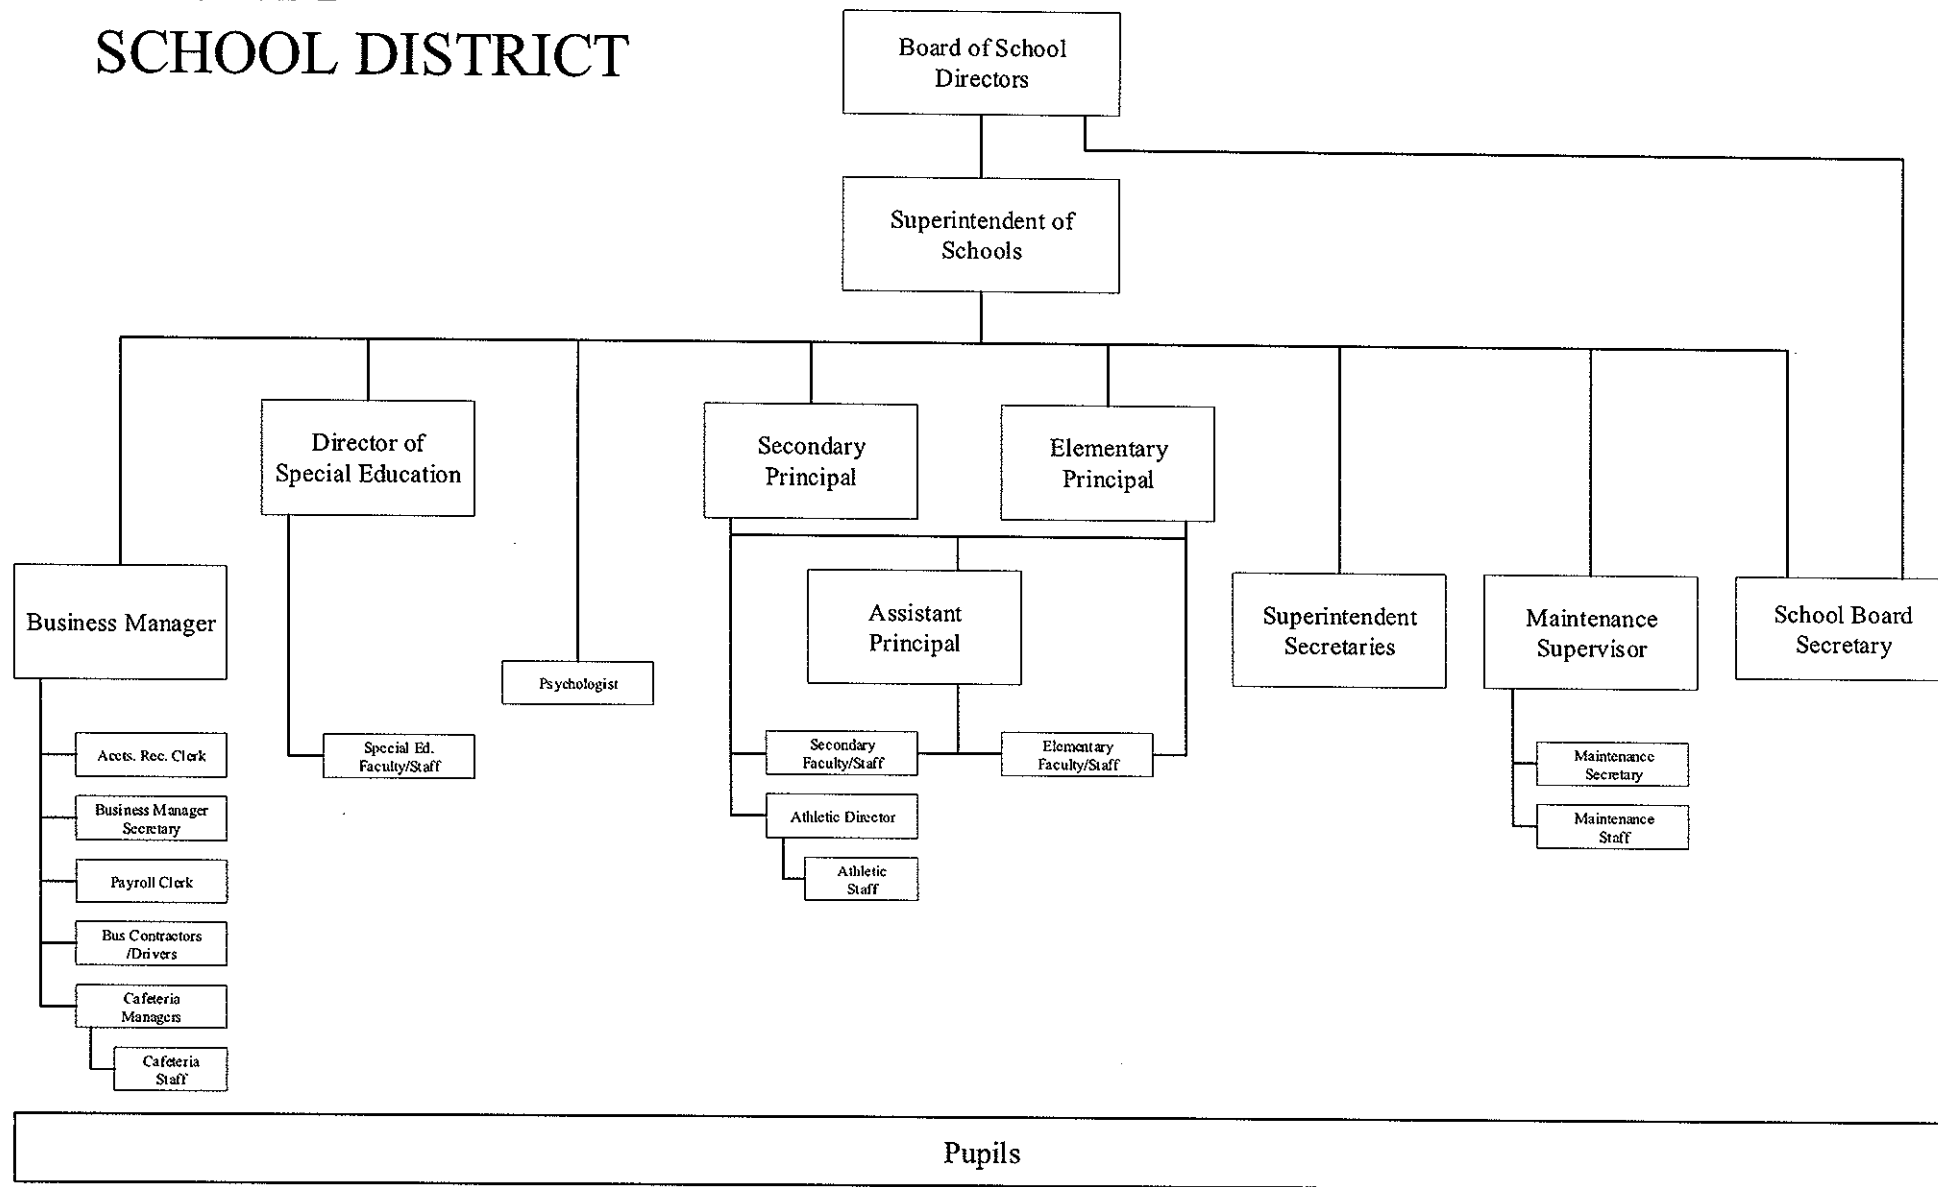 SCHOOL DISTRICT
Board of School
Directors
Superintendent of
Schools
Director of
Special Education
Secondary
Principal
Elementary
Principal
Business Manager
Assistant
Principal
Superintendent
Secretaries
Maintenance
Supervisor
School Board
Secretary
Psychologist
Accts. Rec. Clerk
Business Manager
Secretary
Payroll Clerk
Bus Contractors
/Drivers
Cafeteria
Managers
Cafeteria
Staff
Special Ed.
Faculty/Staff
Secondary
Faculty/Staff
Elementary
Faculty/Staff
Athletic Director
Athletic
Staff
Maintenance
Secretary
Maintenance
Staff
Pupils